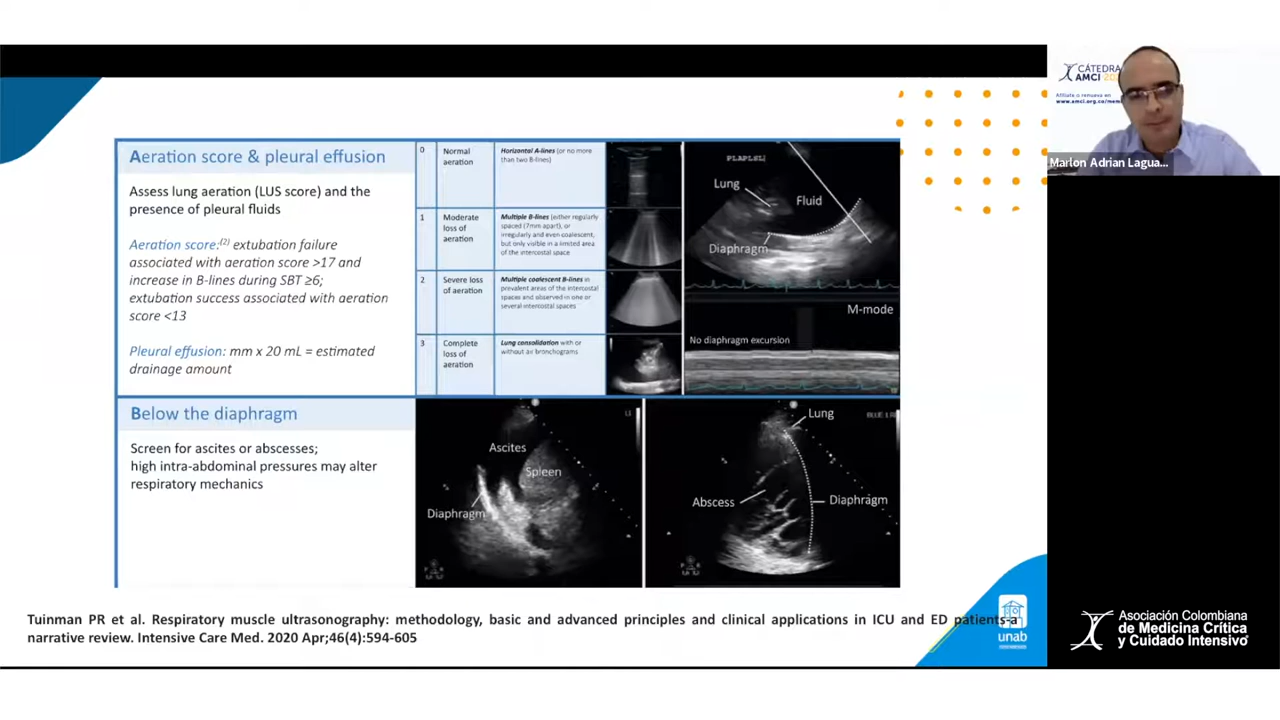 CÁTEDRA
AMCI 202
Afíliate o renueva en
www.amci.org.co/mem
Marlon Adrian Lagua...
Aeration score & pleural effusion
Assess lung aeration (LUS score) and the
presence of pleural fluids
Aeration score:(2) extubation failure
associated with aeration score >17 and
increase in B-lines during SBT ≥6;
extubation success associated with aeration
score <13
Pleural effusion: mm x 20 mL = estimated
drainage amount
0
Normal
aeration
Horizontal A-lines (or no more
than two B-lines)
1
Moderate
loss of
aeration
Multiple B-lines (either regularly
spaced (7mm apart), or
irregularly and even coalescent,
but only visible in a limited area
of the intercostal space
2
Severe loss
of aeration
Multiple coalescent B-lines in
prevalent areas of the intercostal
spaces and observed in one or
several intercostal spaces
3
Complete
loss of
aeration
Lung consolidation with or
without air bronchograms
PLAPLSL
Lung
Fluid
Diaphragm
M-mode
No diaphragm excursion
Below the diaphragm
Screen for ascites or abscesses;
high intra-abdominal pressures may alter
respiratory mechanics
Ascites
Spleen
Diaphragm
Lung
Abscess
Diaphragm
Tuinman PR et al. Respiratory muscle ultrasonography: methodology, basic and advanced principles and clinical applications in ICU and ED patients-a
narrative review. Intensive Care Med. 2020 Apr;46(4):594-605
unab
Asociación Colombiana
de Medicina Crítica
y Cuidado Intensivo